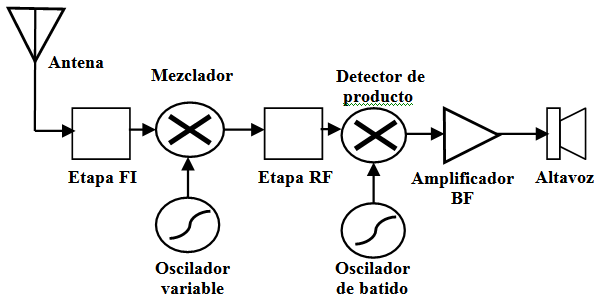 Antena
Mezclador
Detector de
producto
Etapa FI
Etapa RF
Amplificador
BF
Altavoz
Oscilador
variable
Oscilador
de batido